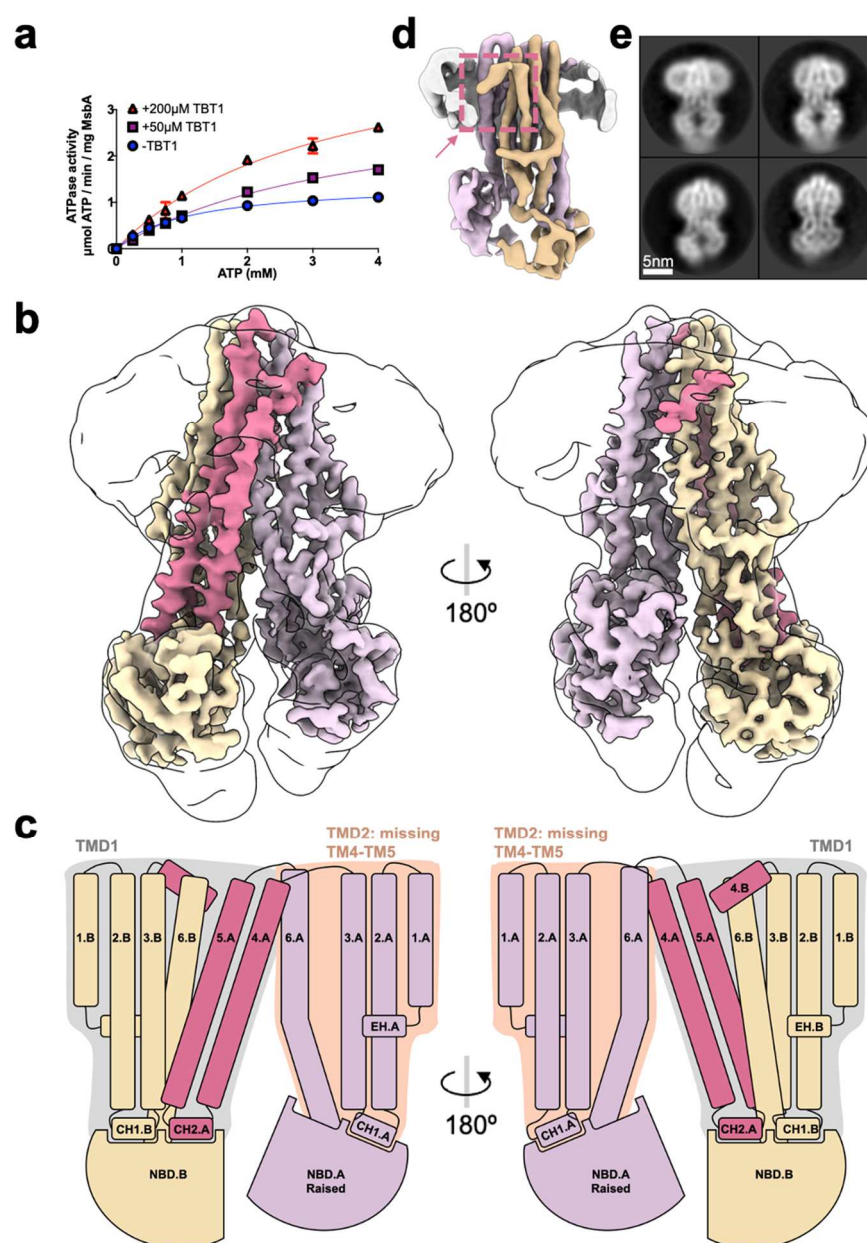 a
ATPase activity
μmol ATP / min / mg MsbA
3
2
1
0
0
1
2
3
4
ATP (mM)
+200μM TBT1
+50μM TBT1
-TBT1
d
e
5nm
b
180º
c
TMD1
TMD2: missing
TM4-TM5
1.B
2.B
3.B
6.B
5.A
4.A
6.A
3.A
2.A
1.A
EH.A
CH1.B
CH2.A
CH1.A
NBD.B
NBD.A
Raised
180º
TMD2: missing
TM4-TM5
TMD1
1.A
2.A
3.A
6.A
4.A
5.A
4.B
6.B
3.B
2.B
1.B
EH.B
CH1.A
CH2.A
CH1.B
NBD.A
Raised
NBD.B